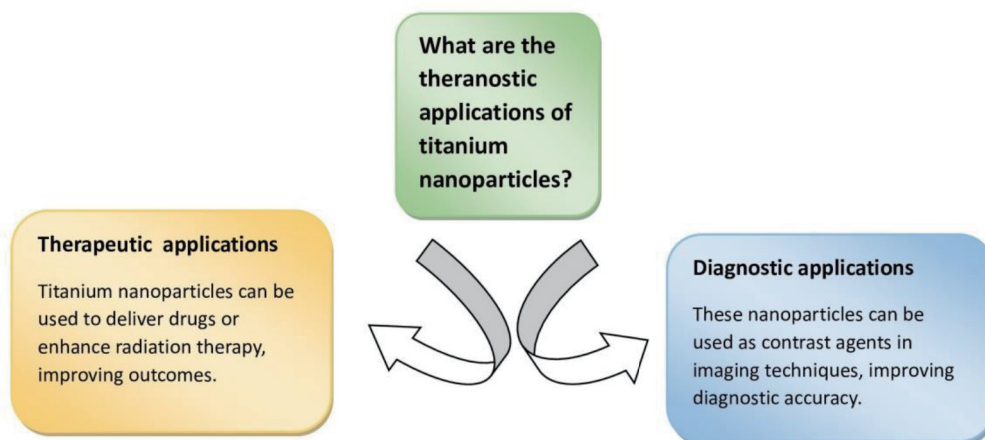 What are the
theranostic
applications of
titanium
nanoparticles?
Therapeutic applications
Titanium nanoparticles can be
used to deliver drugs or
enhance radiation therapy,
improving outcomes.
Diagnostic applications
These nanoparticles can be
used as contrast agents in
imaging techniques, improving
diagnostic accuracy.